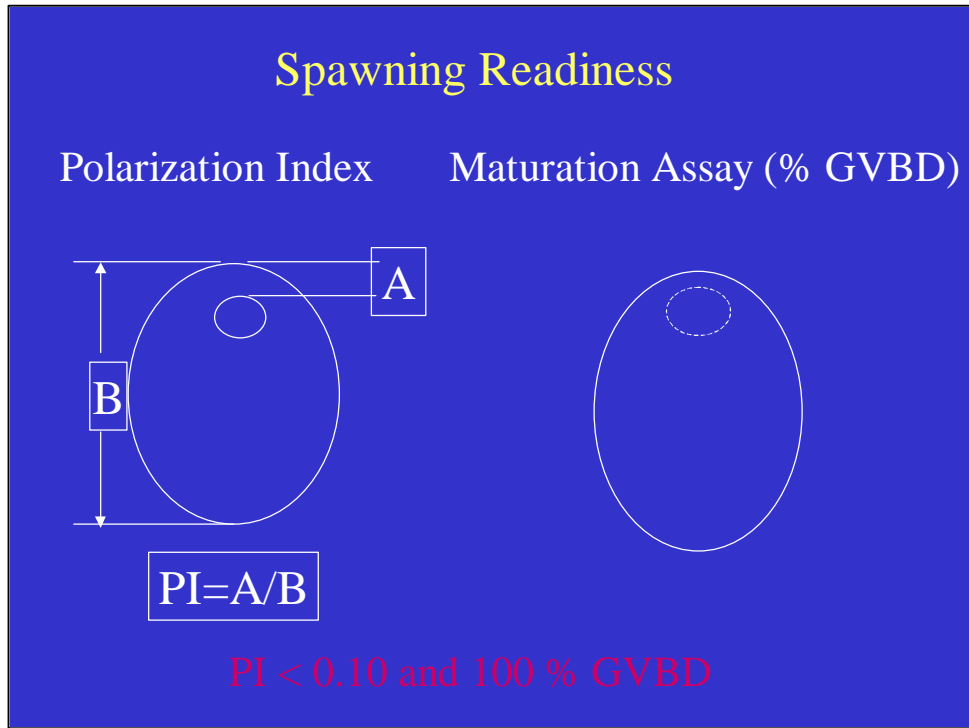 Spawning Readiness
Polarization Index
Maturation Assay (% GVBD)
A
B
PI=A/B
PI < 0.10 and 100 % GVBD